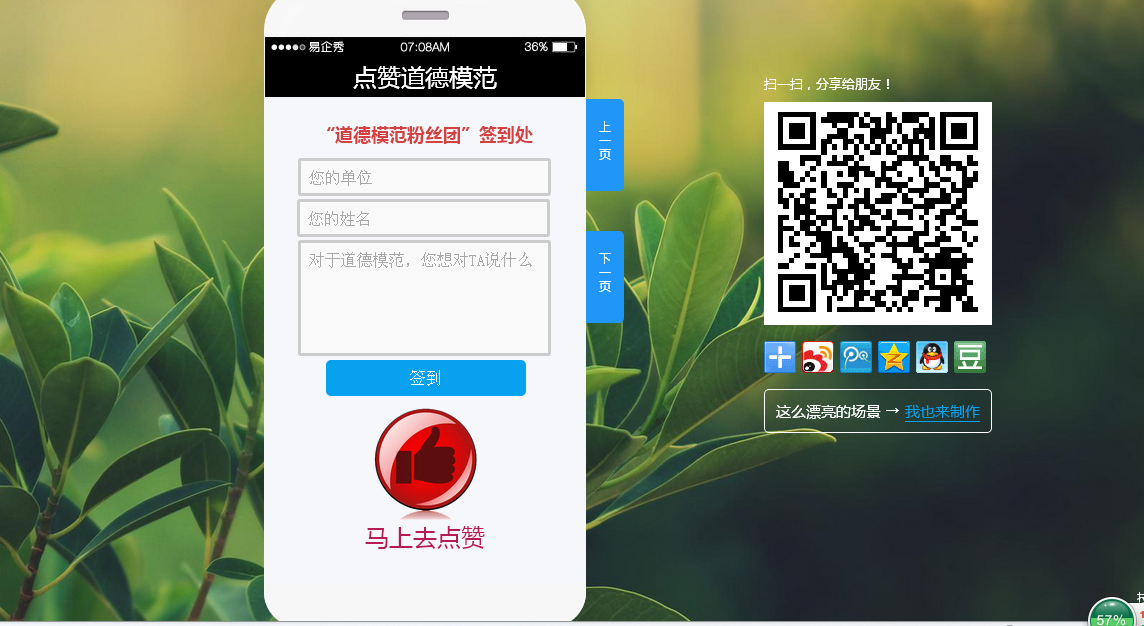 易企秀 07:08AM 36%
点赞道德模范
“道德模范粉丝团”签到处
您的单位
您的姓名
对于道德模范，您想对TA说什么
签到
马上去点赞
上一页
下一页
扫一扫，分享给朋友！
豆
这么漂亮的场景 → 我也来制作
57%